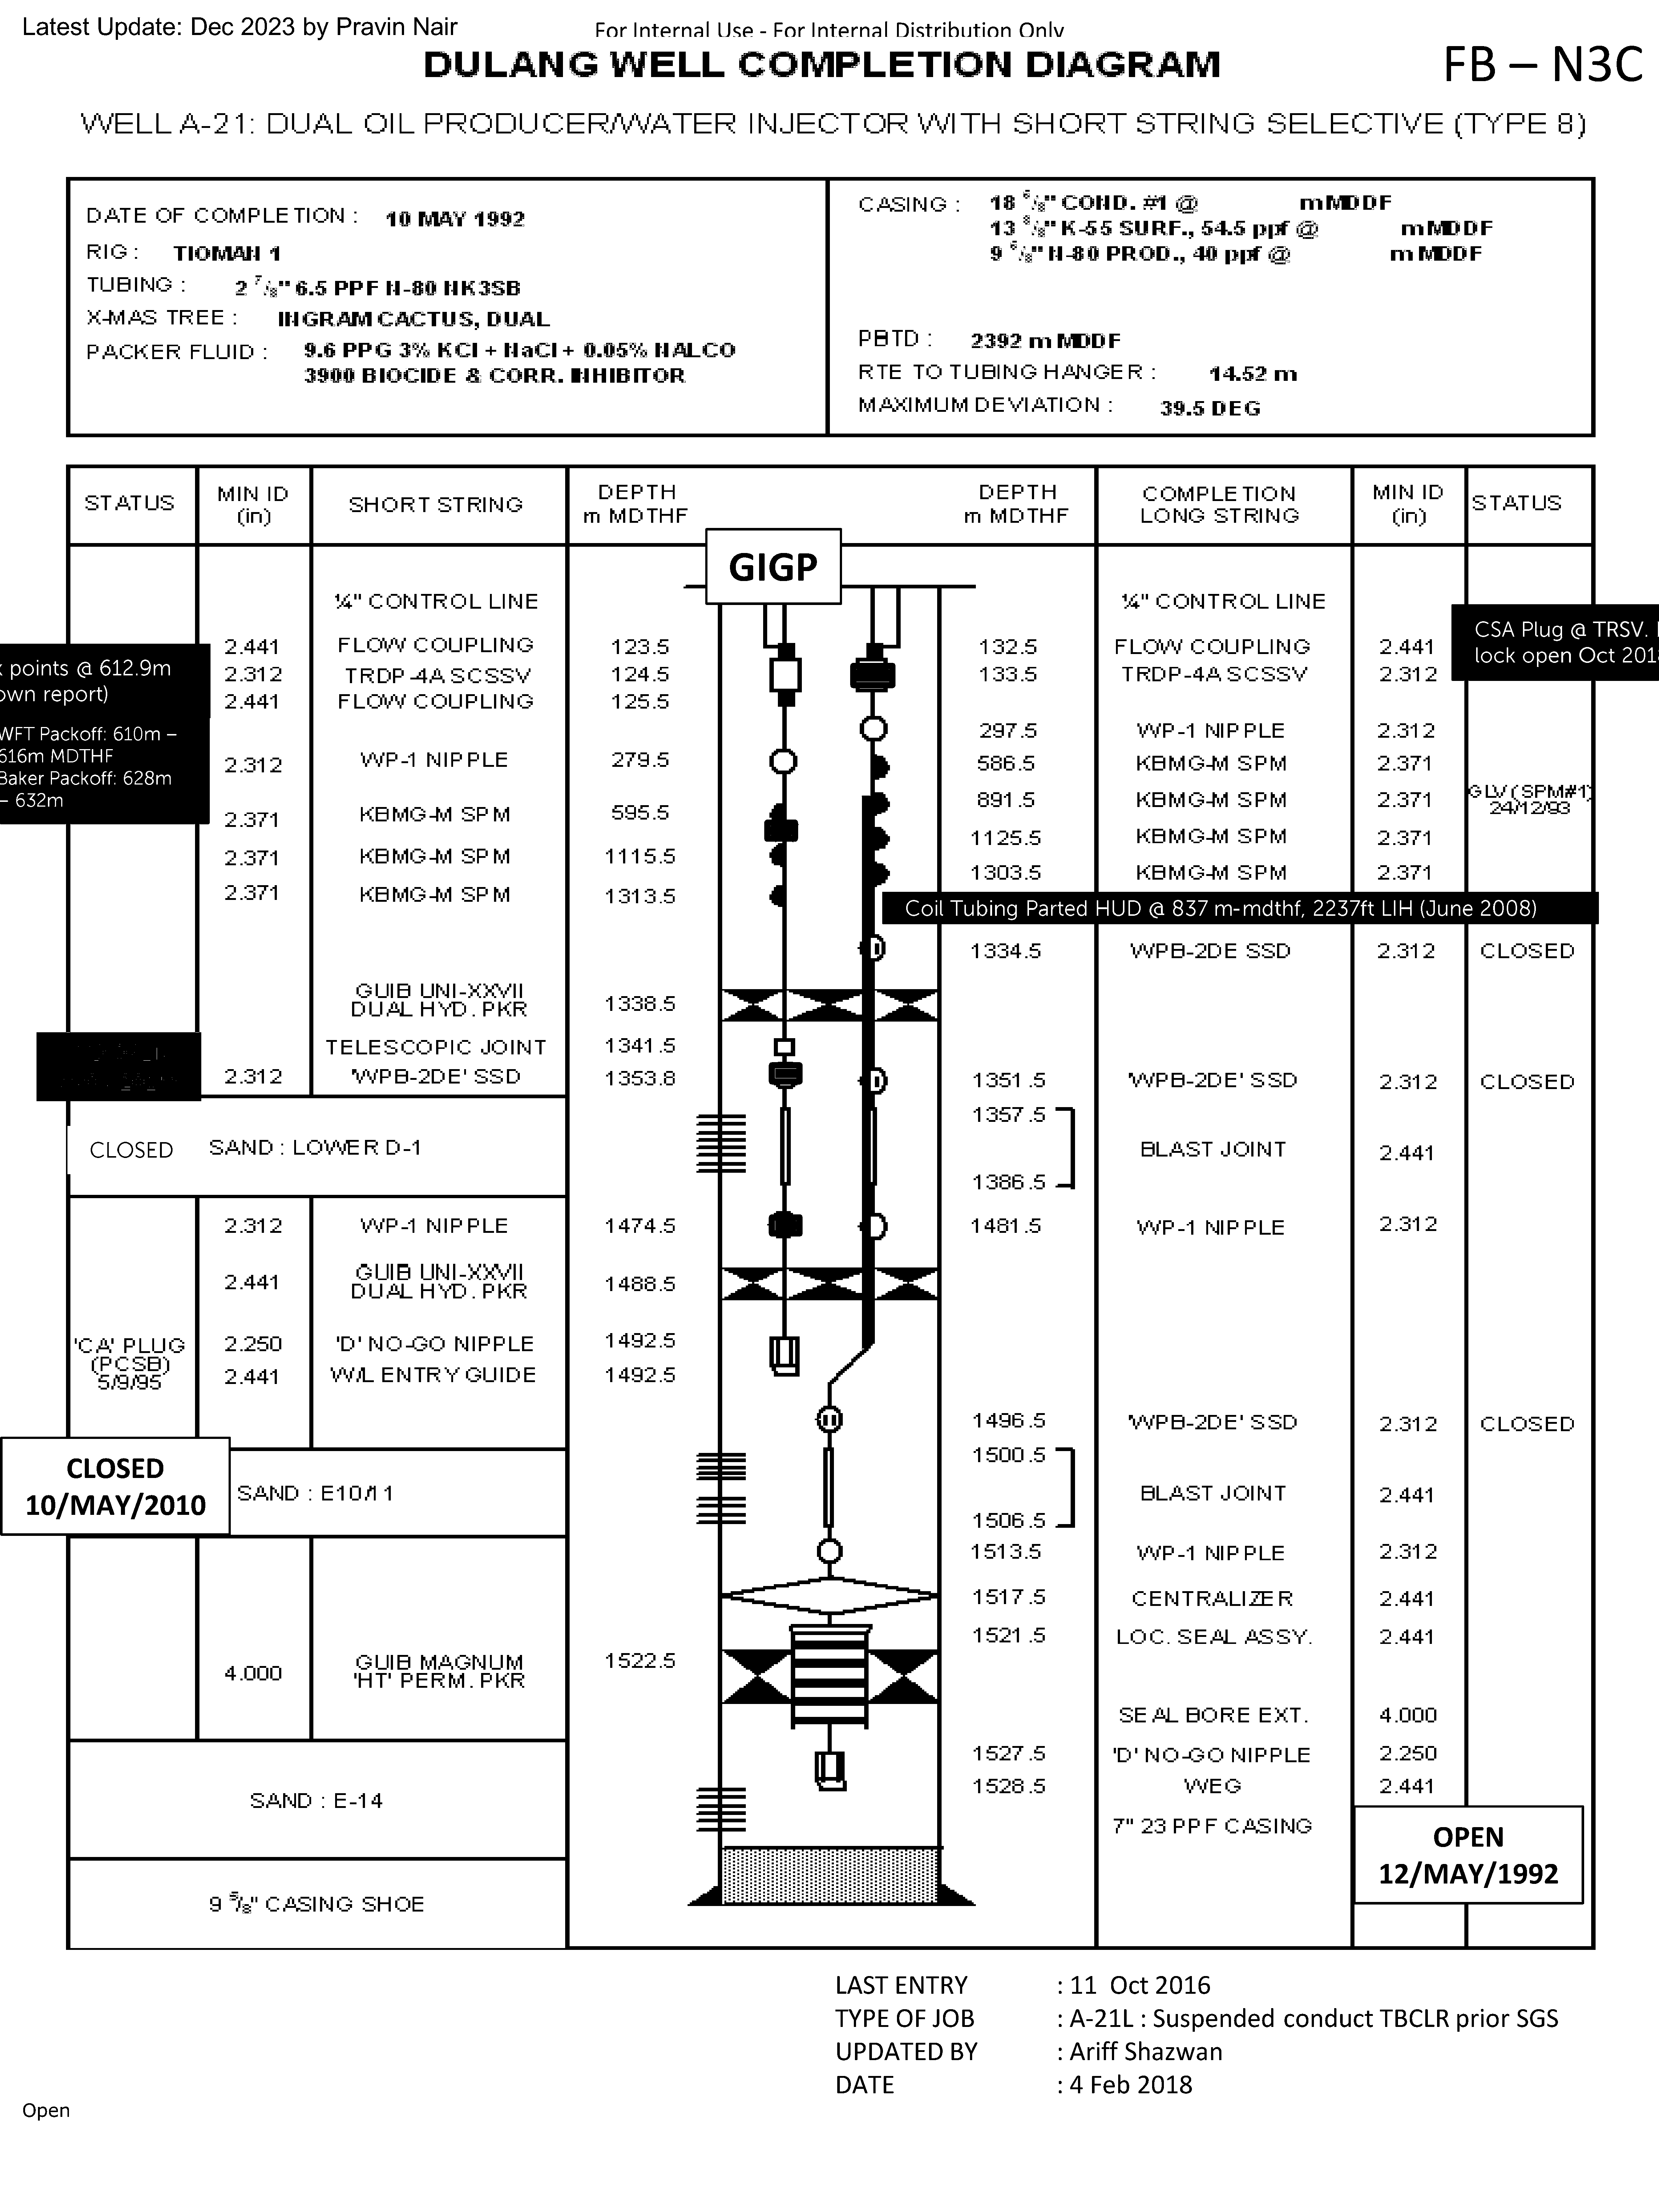 Latest Update: Dec 2023 by Pravin Nair
For Internal Use - For Internal Distribution Only
DULANG WELL COMPLETION DIAGRAM
FB – N3C
WELL A-21: DUAL OIL PRODUCER/WATER INJECTOR WITH SHORT STRING SELECTIVE (TYPE 8)
DATE OF COMPLETION : 10 MAY 1992
RIG : TIOMAN 1
TUBING : 2 7/8" 6.5 PPF N-80 NK3SB
X-MAS TREE : INGRAM CACTUS, DUAL
PACKER FLUID : 9.6 PPG 3% KCl + NaCl + 0.05% NALCO
3900 BIOCIDE & CORR. INHIBITOR
CASING : 18 5/8" COND. #1 @ mMDDF
13 3/8" K-55 SURF., 54.5 ppf @ mMDDF
9 5/8" N-80 PROD., 40 ppf @ mMDDF
PBTD : 2392 m MDDF
RTE TO TUBING HANGER : 14.52 m
MAXIMUM DEVIATION : 39.5 DEG
STATUS
MIN ID
(in)
SHORT STRING
DEPTH
m MDTHF
DEPTH
m MDTHF
COMPLETION
LONG STRING
MIN ID
(in)
STATUS
GIGP
¼" CONTROL LINE
2.441 FLOW COUPLING 123.5
2.312 TRDP-4A SCSSV 124.5
2.441 FLOW COUPLING 125.5
points @ 612.9m
own report)
WFT Packoff: 610m –
616m MDTHF
Baker Packoff: 628m
– 632m
2.312 WP-1 NIPPLE 279.5
2.371 KBMG-M SPM 595.5
2.371 KBMG-M SPM 1115.5
2.371 KBMG-M SPM 1313.5
GUIB UNI-XXVII
DUAL HYD. PKR 1338.5
TELESCOPIC JOINT 1341.5
2.312 'WPB-2DE' SSD 1353.8
CLOSED SAND : LOWER D-1
2.312 WP-1 NIPPLE 1474.5
2.441 GUIB UNI-XXVII
DUAL HYD. PKR 1488.5
'CA' PLUG
(PCSB)
5/9/95
2.250 'D' NO-GO NIPPLE 1492.5
2.441 W/L ENTRY GUIDE 1492.5
CLOSED
10/MAY/2010
SAND : E10/11
4.000 GUIB MAGNUM
'HT' PERM. PKR 1522.5
SAND : E-14
9 5/8" CASING SHOE
¼" CONTROL LINE
132.5 FLOW COUPLING 2.441
133.5 TRDP-4A SCSSV 2.312
CSA Plug @ TRSV.
lock open Oct 201
297.5 WP-1 NIPPLE 2.312
586.5 KBMG-M SPM 2.371
891.5 KBMG-M SPM 2.371
GLV (SPM#1)
24/12/93
1125.5 KBMG-M SPM 2.371
1303.5 KBMG-M SPM 2.371
Coil Tubing Parted HUD @ 837 m-mdthf, 2237ft LIH (June 2008)
1334.5 WPB-2DE SSD 2.312 CLOSED
1351.5 'WPB-2DE' SSD 2.312 CLOSED
1357.5
BLAST JOINT 2.441
1386.5
1481.5 WP-1 NIPPLE 2.312
1496.5 'WPB-2DE' SSD 2.312 CLOSED
1500.5
BLAST JOINT 2.441
1506.5
1513.5 WP-1 NIPPLE 2.312
1517.5 CENTRALIZER 2.441
1521.5 LOC. SEAL ASSY. 2.441
SEAL BORE EXT. 4.000
1527.5 'D' NO-GO NIPPLE 2.250
1528.5 WEG 2.441
7" 23 PPF CASING
OPEN
12/MAY/1992
LAST ENTRY : 11 Oct 2016
TYPE OF JOB : A-21L : Suspended conduct TBCLR prior SGS
UPDATED BY : Ariff Shazwan
DATE : 4 Feb 2018
Open